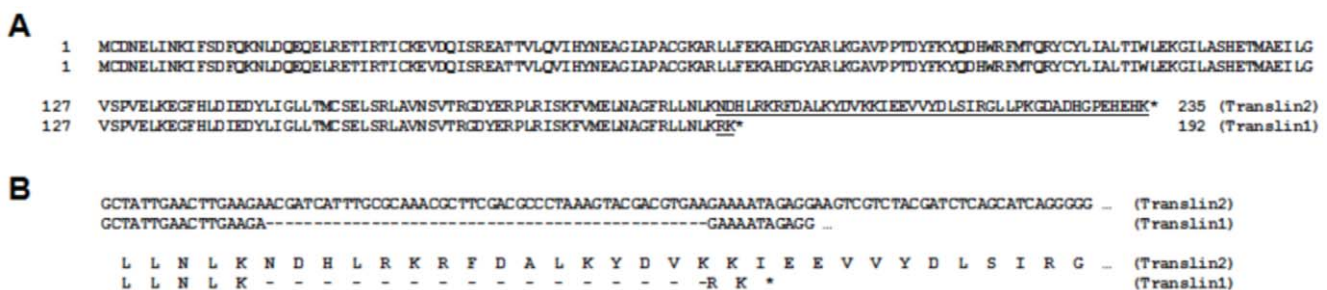 A
1 MCDNELINKIFSDFQKNLDQEQELRETIRTICKEVDQISREATTVLQVIHYNEAGIAPACGKARLLFEKAHDGYARLKGAVPPTDYFKYQDHWRFMTQRYCYLIALTIWLEKGILASHETMAEILG
1 MCDNELINKIFSDFQKNLDQEQELRETIRTICKEVDQISREATTVLQVIHYNEAGIAPACGKARLLFEKAHDGYARLKGAVPPTDYFKYQDHWRFMTQRYCYLIALTIWLEKGILASHETMAEILG
127 VSPVELKEGFHLDIEDYLIGLLTMCSELSRLAVNSVTRGDYERPLRISKFVMELNAGFRLLNLKNDHLRKRFDALKYDVKKIEEVVYDLSIRGLLPKGDADHGPEHEHK* 235 (Translin2)
127 VSPVELKEGFHLDIEDYLIGLLTMCSELSRLAVNSVTRGDYERPLRISKFVMELNAGFRLLNLKRK* 192 (Translin1)
B
GCTATTGAACTTGAAGAACGATCATTTGCGCAAACGCTTCGACGCCCTAAAGTACGACGTGAAGAAAATAGAGGAAGTCGTCTACGATCTCAGCATCAGGGGG … (Translin2)
GCTATTGAACTTGAAGA----------------------------------------------GAAAATAGAGG … (Translin1)
L L N L K N D H L R K R F D A L K Y D V K K I E E V V Y D L S I R G … (Translin2)
L L N L K - - - - - - - - - - - - - - -R K * (Translin1)